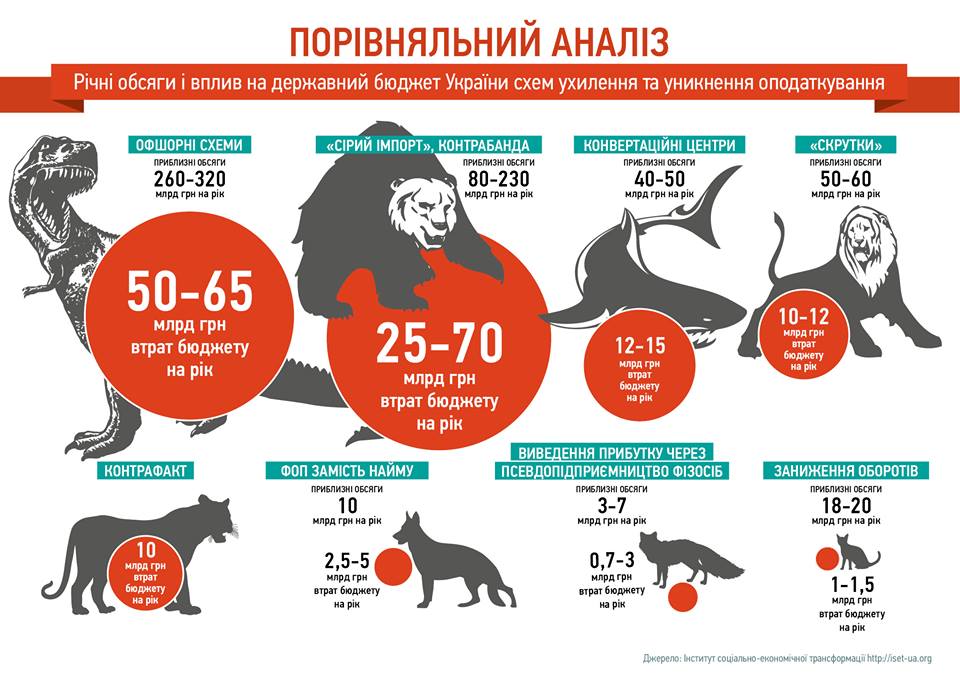 ПОРІВНЯЛЬНИЙ АНАЛІЗ
Річні обсяги і вплив на державний бюджет України схем ухилення та уникнення оподаткування
ОФШОРНІ СХЕМИ
ПРИБЛИЗНІ ОБСЯГИ
260–320
млрд грн на рік
50–65
млрд грн
втрат бюджету
на рік
«СІРИЙ ІМПОРТ», КОНТРАБАНДА
ПРИБЛИЗНІ ОБСЯГИ
80–230
млрд грн на рік
25–70
млрд грн
втрат бюджету
на рік
КОНВЕРТАЦІЙНІ ЦЕНТРИ
ПРИБЛИЗНІ ОБСЯГИ
40–50
млрд грн на рік
12–15
млрд грн
втрат
бюджету
на рік
«СКРУТКИ»
ПРИБЛИЗНІ ОБСЯГИ
50–60
млрд грн на рік
10–12
млрд грн
втрат
бюджету
на рік
КОНТРАФАКТ
10
млрд грн
втрат
бюджету
на рік
ФОП ЗАМІСТЬ НАЙМУ
ПРИБЛИЗНІ ОБСЯГИ
10
млрд грн на рік
2,5–5
млрд грн
втрат бюджету
на рік
ВИВЕДЕННЯ ПРИБУТКУ ЧЕРЕЗ
ПСЕВДОПІДПРИЄМНИЦТВО ФІЗОСІБ
ПРИБЛИЗНІ ОБСЯГИ
3–7
млрд грн на рік
0,7–3
млрд грн
втрат бюджету
на рік
ЗАНИЖЕННЯ ОБОРОТІВ
ПРИБЛИЗНІ ОБСЯГИ
18–20
млрд грн на рік
1–1,5
млрд грн
втрат бюджету
на рік
Джерело: Інститут соціально-економічної трансформації http://iset-ua.org